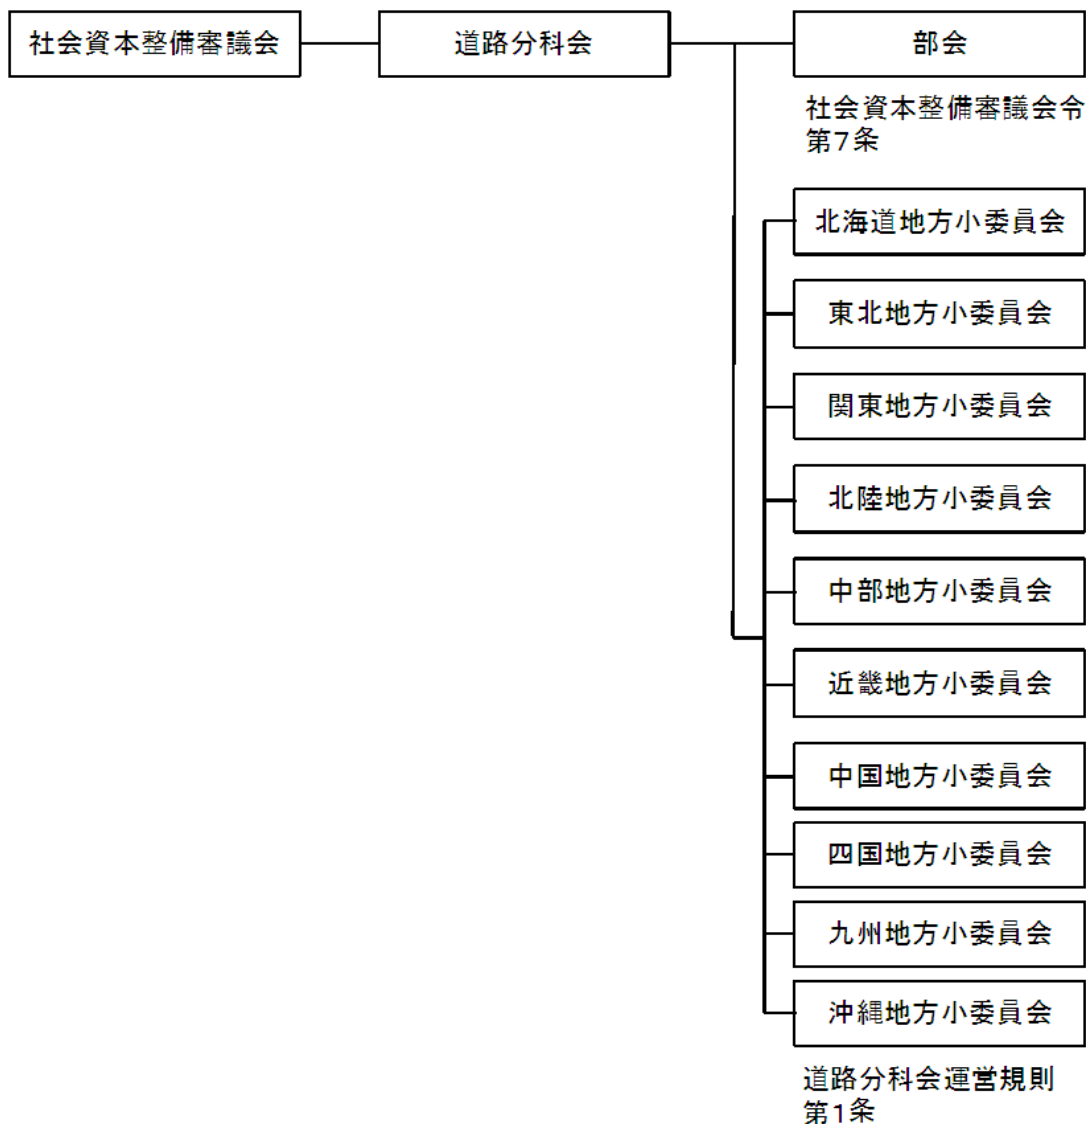 社会資本整備審議会
道路分科会
部会
社会資本整備審議会令
第7条
北海道地方小委員会
東北地方小委員会
関東地方小委員会
北陸地方小委員会
中部地方小委員会
近畿地方小委員会
中国地方小委員会
四国地方小委員会
九州地方小委員会
沖縄地方小委員会
道路分科会運営規則
第1条